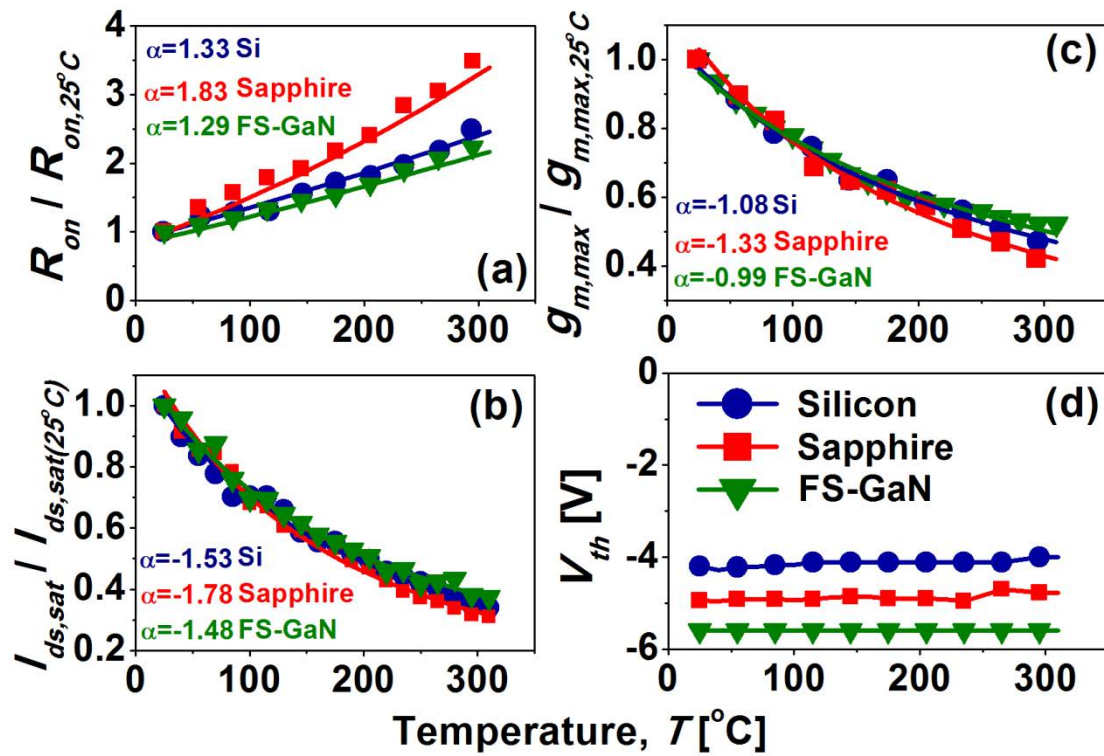 R_on / R_on,25°C
4
3
2
1
0
α=1.33 Si
α=1.83 Sapphire
α=1.29 FS-GaN
(a)
0 100 200 300
g_m,max / g_m,max,25°C
1.0
0.8
0.6
0.4
(c)
α=-1.08 Si
α=-1.33 Sapphire
α=-0.99 FS-GaN
0 100 200 300
I_ds,sat / I_ds,sat(25°C)
1.0
0.8
0.6
0.4
0.2
(b)
α=-1.53 Si
α=-1.78 Sapphire
α=-1.48 FS-GaN
0 100 200 300
V_th [V]
0
-2
-4
-6
(d)
Silicon
Sapphire
FS-GaN
0 100 200 300
Temperature, T [°C]